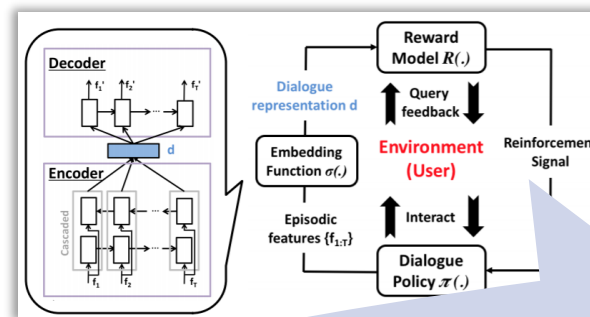 Decoder
f1' f2' fT'
...
d
Encoder
Cascaded
...
...
f1 f2 fT
Dialogue
representation d
Embedding
Function σ(.)
Episodic
features {f1:T}
Reward
Model R(.)
Query
feedback
Environment
(User)
Interact
Dialogue
Policy π(.)
Reinforcement
Signal